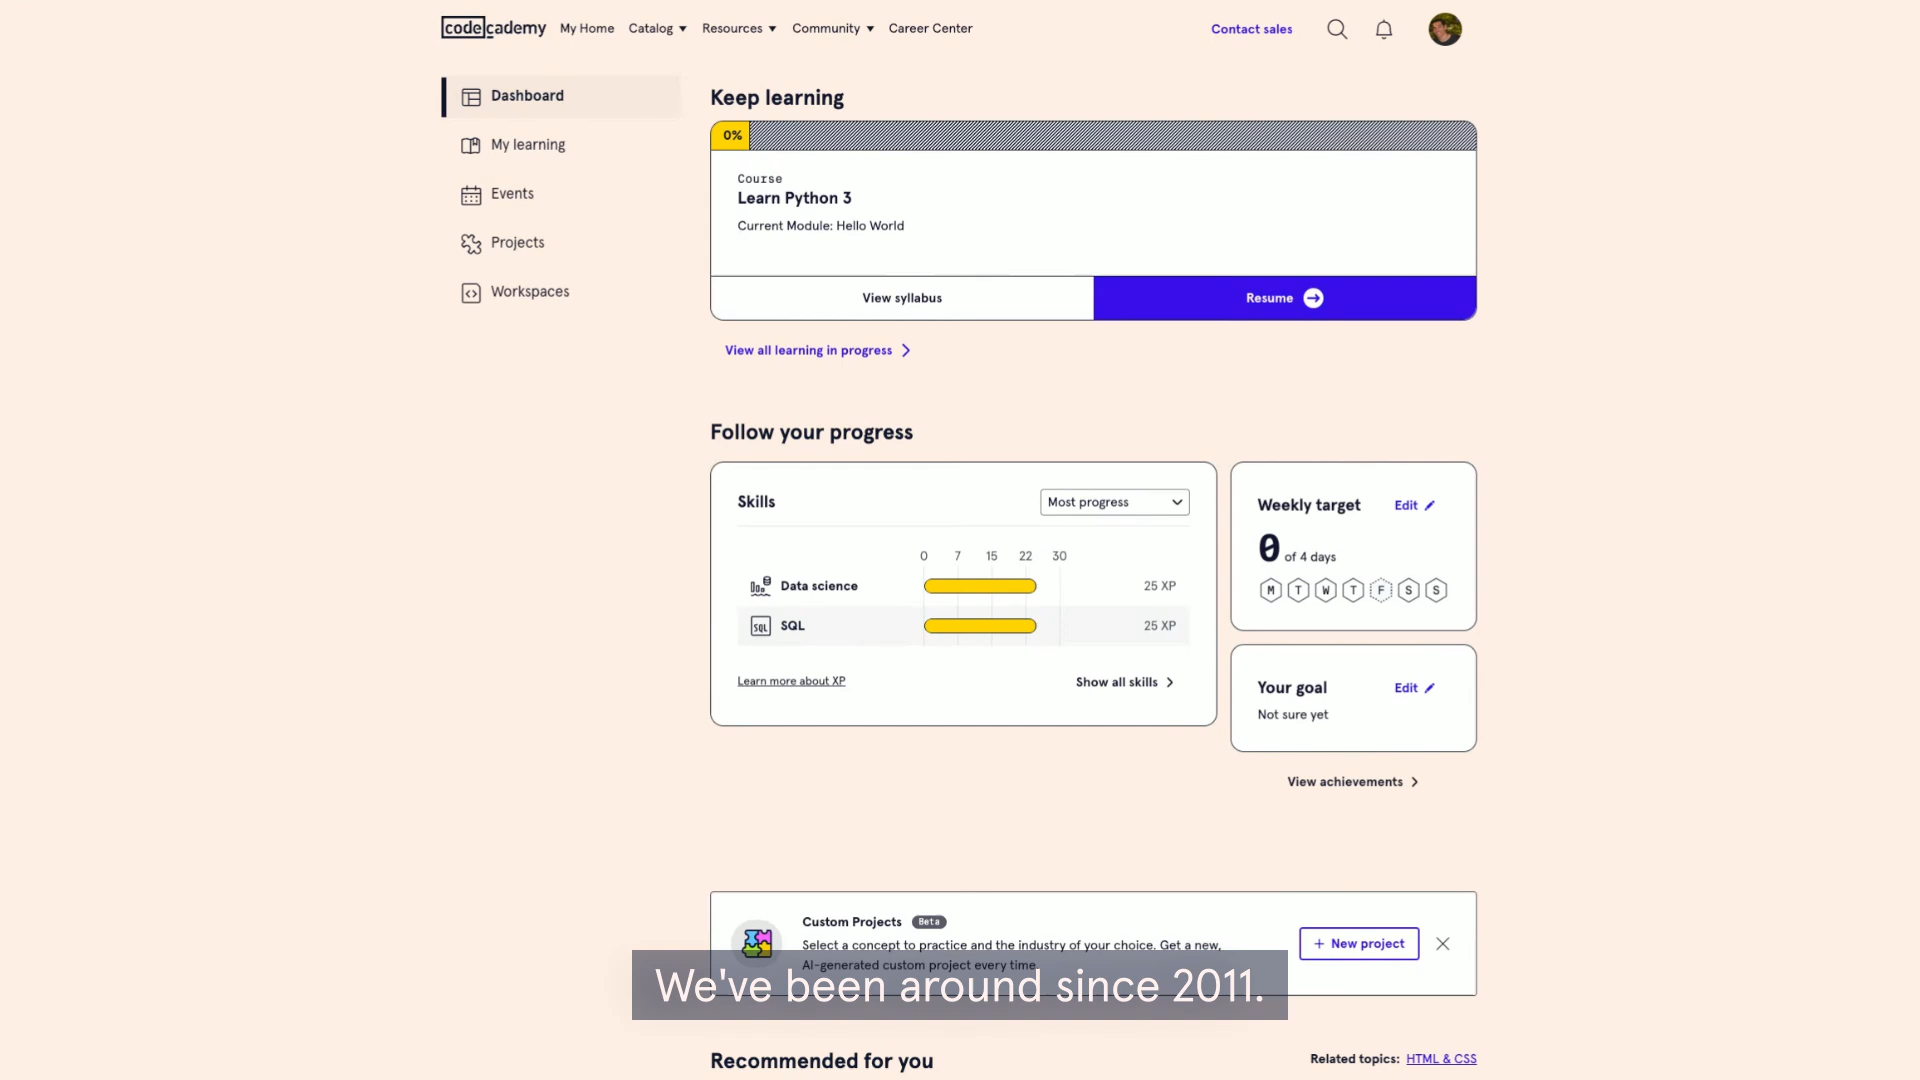 codecademy
My Home
Catalog
Resources
Community
Career Center
Contact sales
Dashboard
My learning
Events
Projects
Workspaces
Keep learning
0%
Course
Learn Python 3
Current Module: Hello World
View syllabus
Resume
View all learning in progress
Follow your progress
Skills
Most progress
0 7 15 22 30
Data science 25 XP
SQL SQL 25 XP
Learn more about XP
Show all skills
Weekly target
Edit
0 of 4 days
M T W T F S S
Your goal
Edit
Not sure yet
View achievements
Custom Projects Beta
Select a concept to practice and the industry of your choice. Get a new,
AI-generated custom project every time.
+ New project
We've been around since 2011.
Recommended for you
Related topics: HTML & CSS